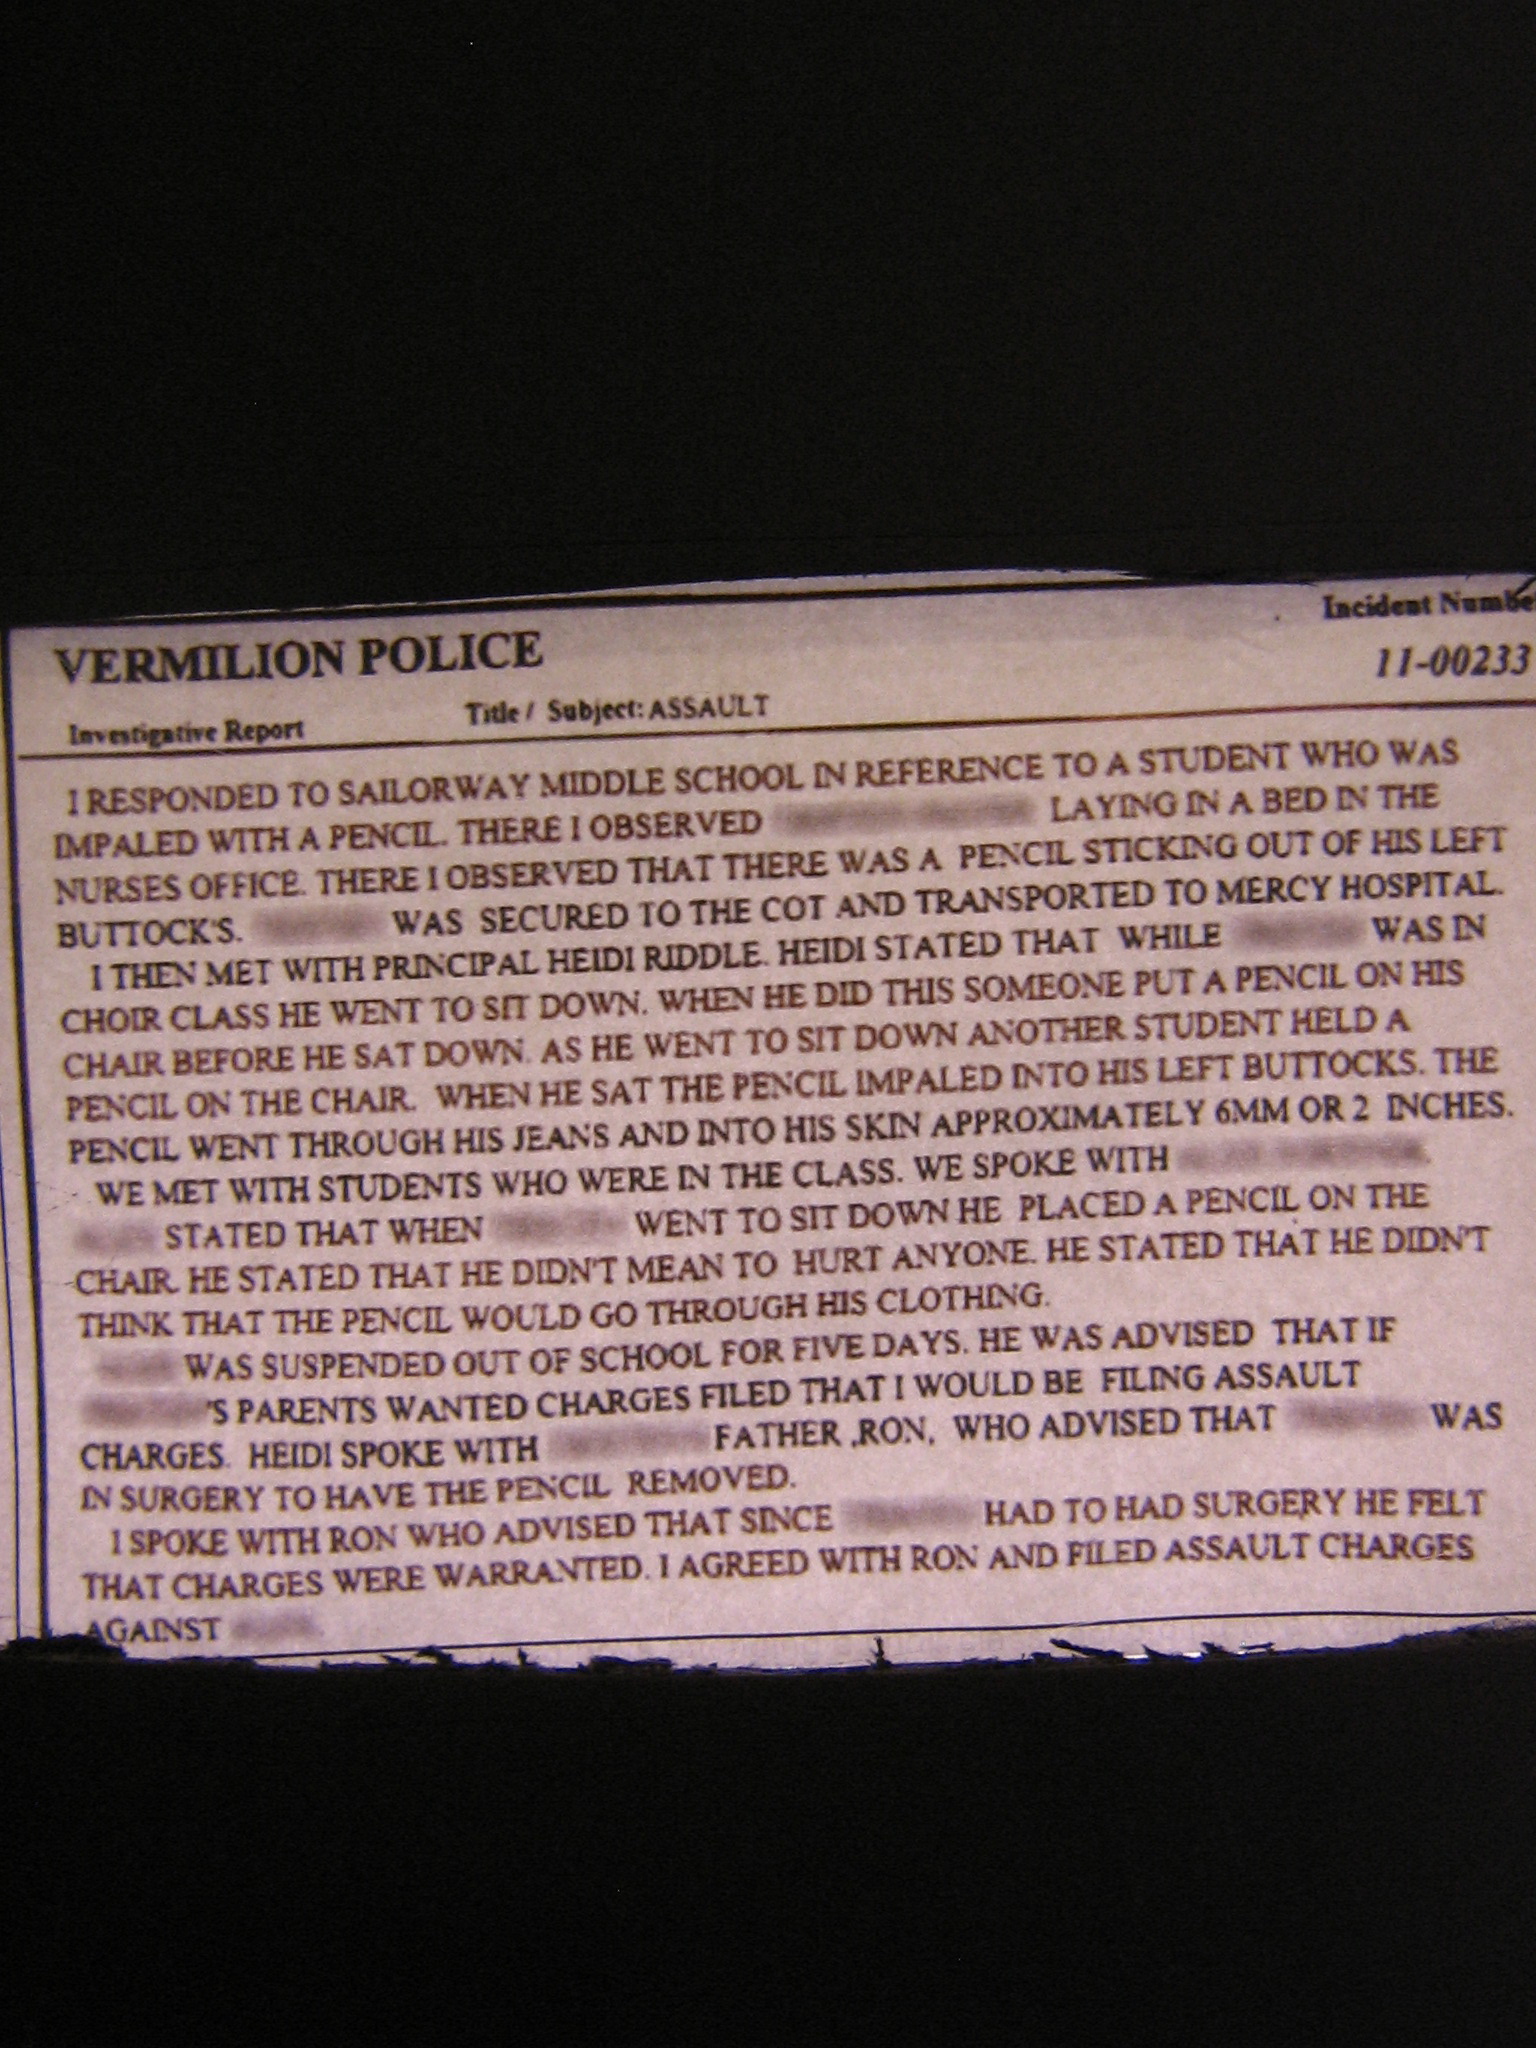 Incident Numbe
VERMILION POLICE
11-00233
Investigative Report Title / Subject: ASSAULT
I RESPONDED TO SAILORWAY MIDDLE SCHOOL IN REFERENCE TO A STUDENT WHO WAS
IMPALED WITH A PENCIL. THERE I OBSERVED LAYING IN A BED IN THE
NURSES OFFICE. THERE I OBSERVED THAT THERE WAS A PENCIL STICKING OUT OF HIS LEFT
BUTTOCK'S. WAS SECURED TO THE COT AND TRANSPORTED TO MERCY HOSPITAL.
I THEN MET WITH PRINCIPAL HEIDI RIDDLE. HEIDI STATED THAT WHILE WAS IN
CHOIR CLASS HE WENT TO SIT DOWN. WHEN HE DID THIS SOMEONE PUT A PENCIL ON HIS
CHAIR BEFORE HE SAT DOWN. AS HE WENT TO SIT DOWN ANOTHER STUDENT HELD A
PENCIL ON THE CHAIR. WHEN HE SAT THE PENCIL IMPALED INTO HIS LEFT BUTTOCKS. THE
PENCIL WENT THROUGH HIS JEANS AND INTO HIS SKIN APPROXIMATELY 6MM OR 2 INCHES.
WE MET WITH STUDENTS WHO WERE IN THE CLASS. WE SPOKE WITH
STATED THAT WHEN WENT TO SIT DOWN HE PLACED A PENCIL ON THE
CHAIR. HE STATED THAT HE DIDN'T MEAN TO HURT ANYONE. HE STATED THAT HE DIDN'T
THINK THAT THE PENCIL WOULD GO THROUGH HIS CLOTHING.
WAS SUSPENDED OUT OF SCHOOL FOR FIVE DAYS. HE WAS ADVISED THAT IF
'S PARENTS WANTED CHARGES FILED THAT I WOULD BE FILING ASSAULT
CHARGES. HEIDI SPOKE WITH FATHER ,RON, WHO ADVISED THAT WAS
IN SURGERY TO HAVE THE PENCIL REMOVED.
I SPOKE WITH RON WHO ADVISED THAT SINCE HAD TO HAD SURGERY HE FELT
THAT CHARGES WERE WARRANTED. I AGREED WITH RON AND FILED ASSAULT CHARGES
AGAINST